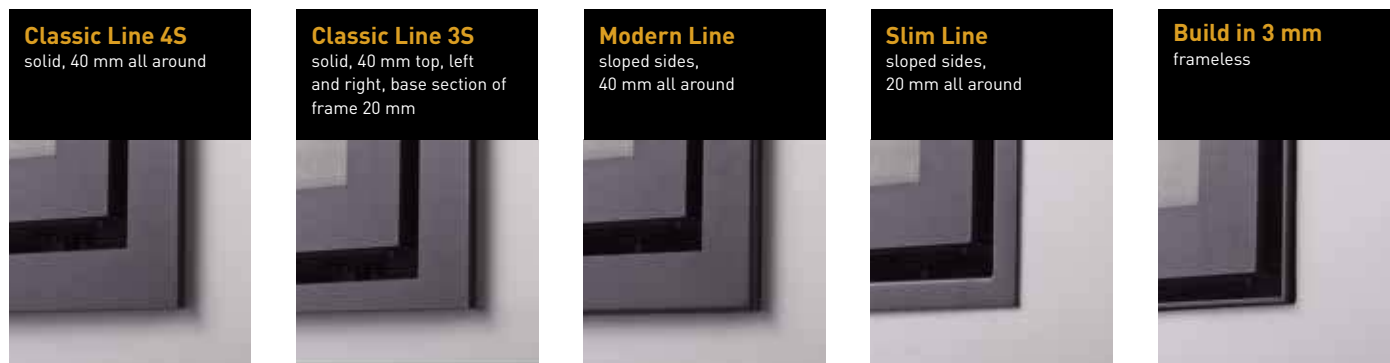 Classic Line 4S
solid, 40 mm all around
Classic Line 3S
solid, 40 mm top, left
and right, base section of
frame 20 mm
Modern Line
sloped sides,
40 mm all around
Slim Line
sloped sides,
20 mm all around
Build in 3 mm
frameless